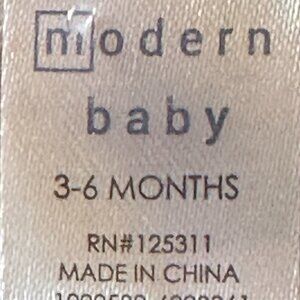 modern
baby
3-6 MONTHS
RN#125311
MADE IN CHINA